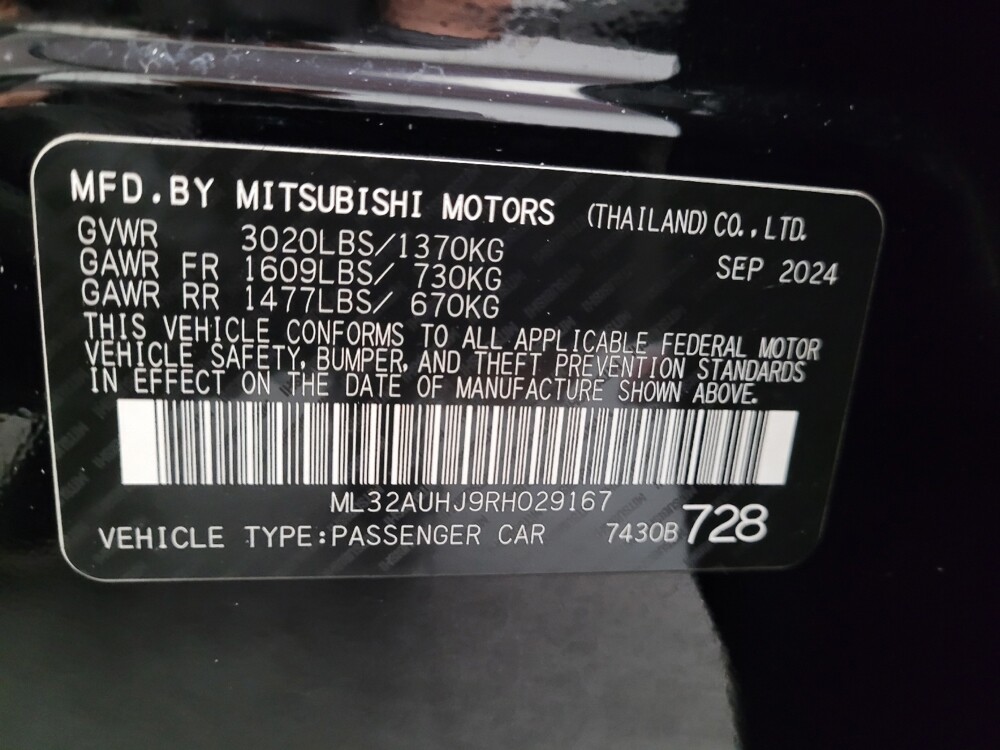 MFD.BY MITSUBISHI MOTORS (THAILAND) CO.,LTD.
GVWR 3020LBS/1370KG
SEP 2024
GAWR FR 1609LBS/ 730KG
GAWR RR 1477LBS/ 670KG
THIS VEHICLE CONFORMS TO ALL APPLICABLE FEDERAL MOTOR
VEHICLE SAFETY, BUMPER, AND THEFT PREVENTION STANDARDS
IN EFFECT ON THE DATE OF MANUFACTURE SHOWN ABOVE.
ML32AUHJ9RH029167
VEHICLE TYPE:PASSENGER CAR 7430B 728